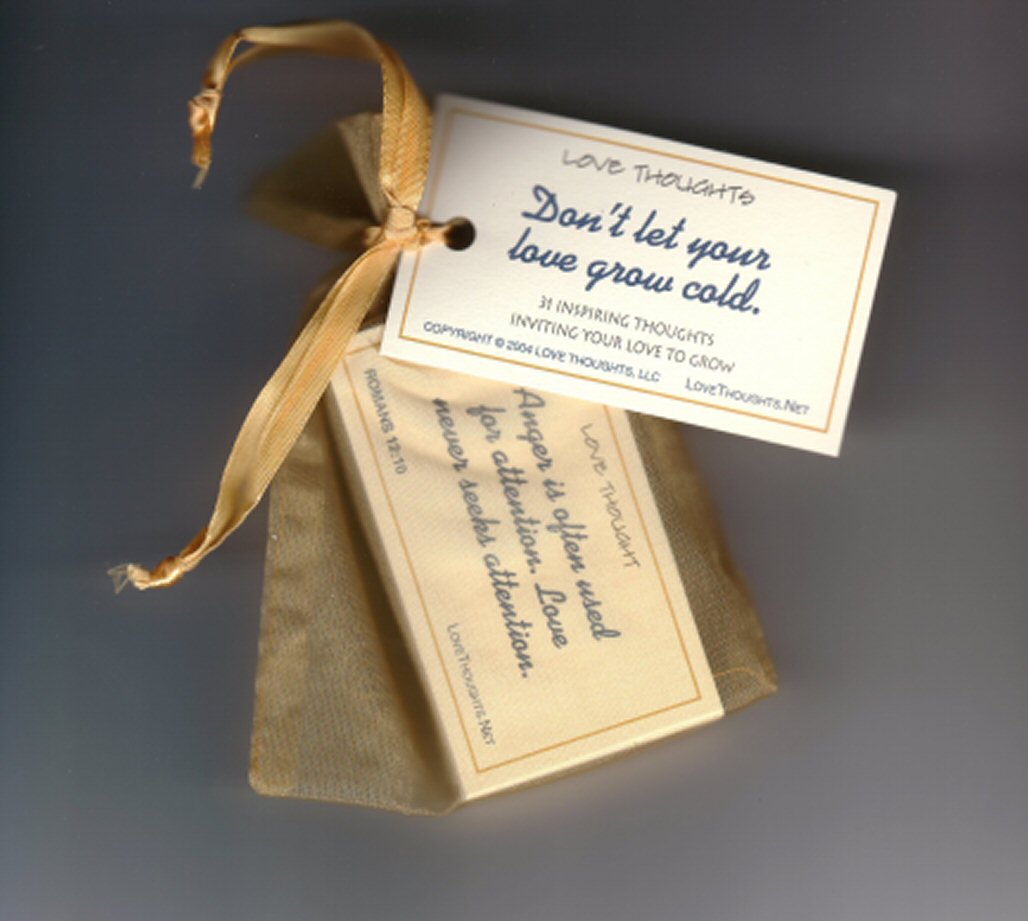 LOVE THOUGHTS
Don't let your
love grow cold.
31 INSPIRING THOUGHTS
INVITING YOUR LOVE TO GROW
COPYRIGHT © 2004 LOVE THOUGHTS, LLC LOVETHOUGHTS.NET
LOVE THOUGHT
Anger is often used
for attention. Love
never seeks attention.
ROMANS 12:10 LOVETHOUGHTS.NET